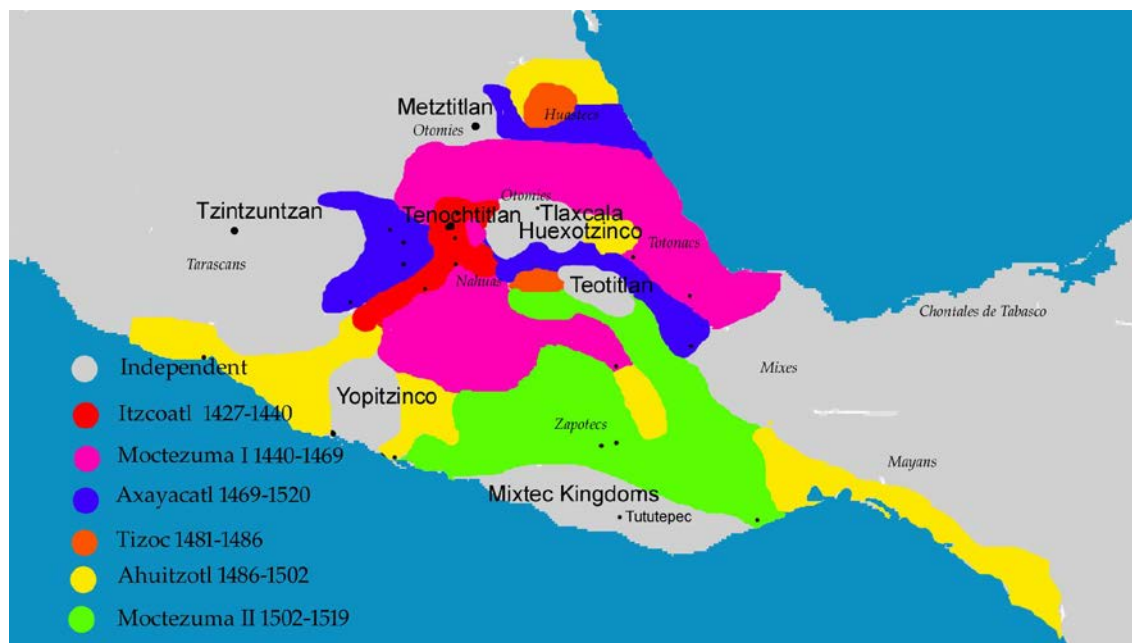 Metztitlan
Otomies
Huastecs
Tzintzuntzan
Otomies
Tenochtitlan
Tlaxcala
Huexotzinco
Totonacs
Tarascans
Nahuas
Teotitlan
Chontales de Tabasco
Independent
Mixes
Yopitzinco
Itzcoatl 1427-1440
Zapotecs
Moctezuma I 1440-1469
Mayans
Axayacatl 1469-1520
Mixtec Kingdoms
Tututepec
Tizoc 1481-1486
Ahuitzotl 1486-1502
Moctezuma II 1502-1519